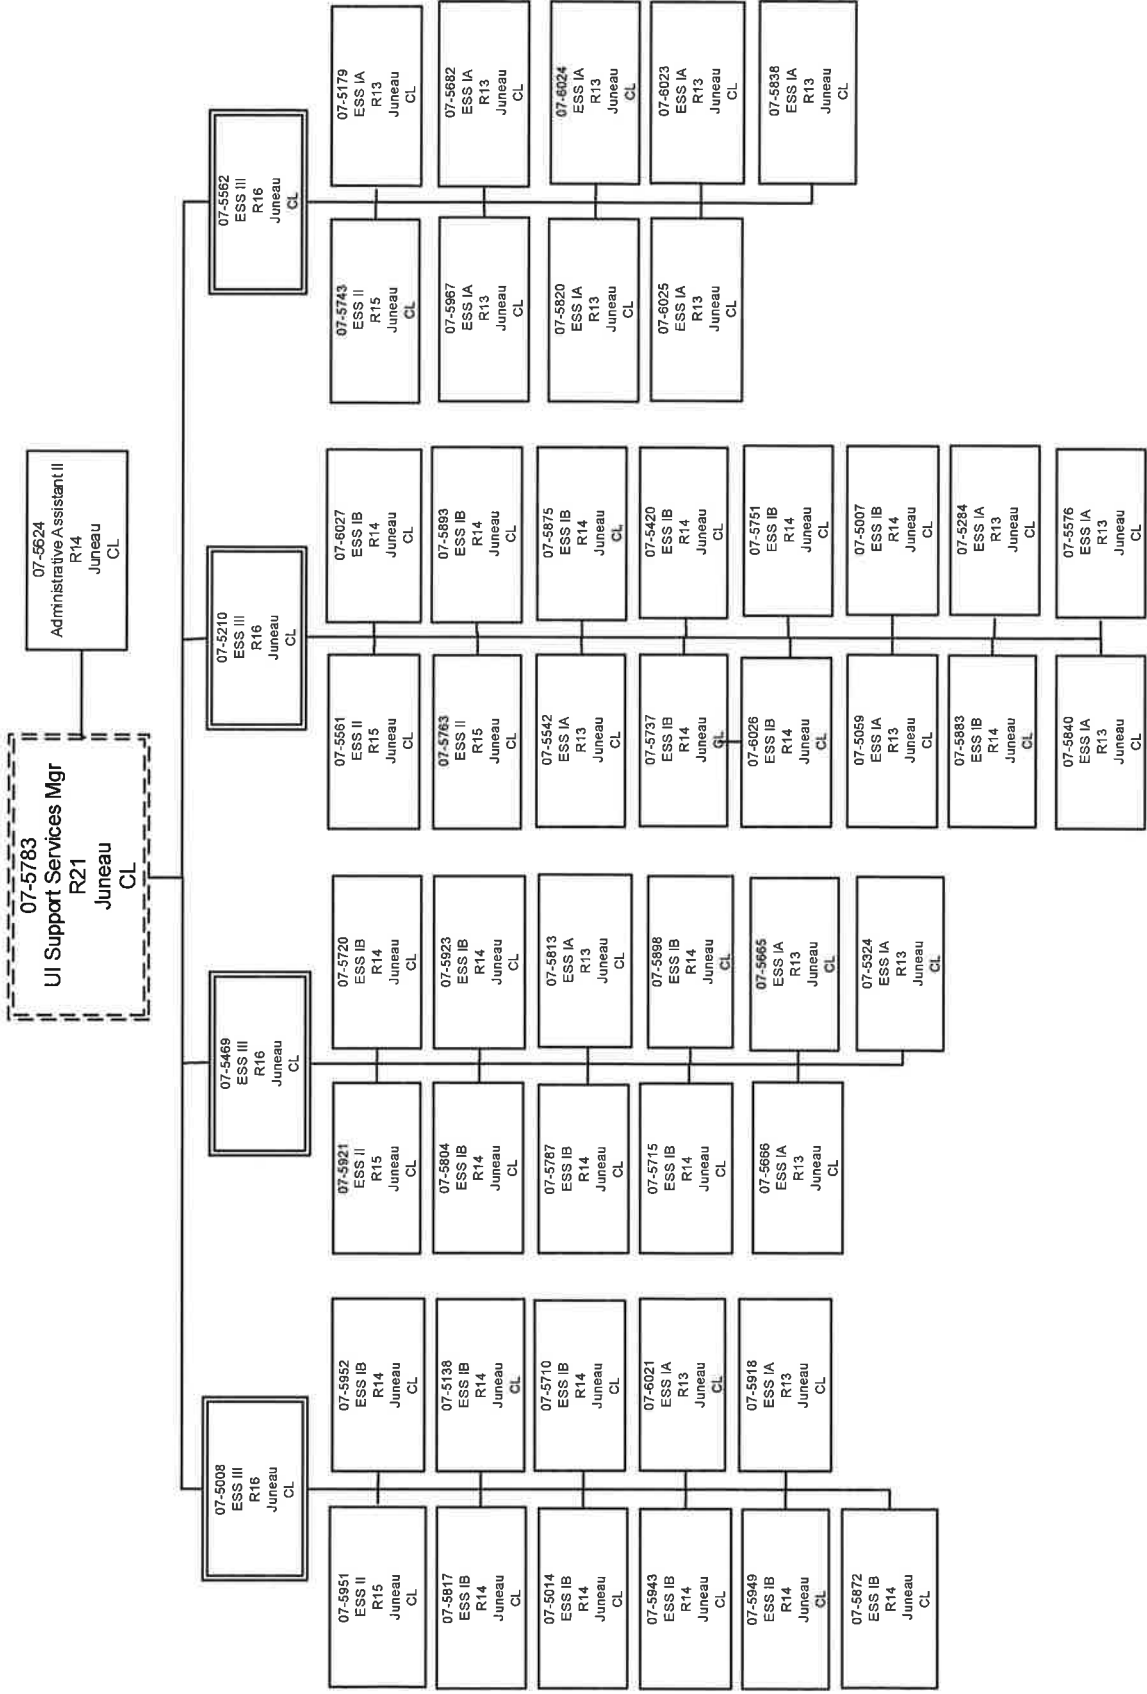 07-5783
UI Support Services Mgr
R21
Juneau
CL
07-5624
Administrative Assistant II
R14
Juneau
CL
07-5008
ESS III
R16
Juneau
CL
07-5951
ESS II
R15
Juneau
CL
07-5952
ESS IB
R14
Juneau
CL
07-5817
ESS IB
R14
Juneau
CL
07-5138
ESS IB
R14
Juneau
CL
07-5014
ESS IB
R14
Juneau
CL
07-5710
ESS IB
R14
Juneau
CL
07-5943
ESS IB
R14
Juneau
CL
07-6021
ESS IA
R13
Juneau
CL
07-5949
ESS IB
R14
Juneau
CL
07-5918
ESS IA
R13
Juneau
CL
07-5872
ESS IB
R14
Juneau
CL
07-5469
ESS III
R16
Juneau
CL
07-5921
ESS II
R15
Juneau
CL
07-5720
ESS IB
R14
Juneau
CL
07-5804
ESS IB
R14
Juneau
CL
07-5923
ESS IB
R14
Juneau
CL
07-5787
ESS IB
R14
Juneau
CL
07-5813
ESS IA
R13
Juneau
CL
07-5715
ESS IB
R14
Juneau
CL
07-5898
ESS IB
R14
Juneau
CL
07-5666
ESS IA
R13
Juneau
CL
07-5665
ESS IA
R13
Juneau
CL
07-5324
ESS IA
R13
Juneau
CL
07-5210
ESS III
R16
Juneau
CL
07-5561
ESS II
R15
Juneau
CL
07-6027
ESS IB
R14
Juneau
CL
07-5763
ESS II
R15
Juneau
CL
07-5893
ESS IB
R14
Juneau
CL
07-5542
ESS IA
R13
Juneau
CL
07-5875
ESS IB
R14
Juneau
CL
07-5737
ESS IB
R14
Juneau
CL
07-5420
ESS IB
R14
Juneau
CL
07-6026
ESS IB
R14
Juneau
CL
07-5751
ESS IB
R14
Juneau
CL
07-5059
ESS IA
R13
Juneau
CL
07-5007
ESS IB
R14
Juneau
CL
07-5883
ESS IB
R14
Juneau
CL
07-5284
ESS IA
R13
Juneau
CL
07-5840
ESS IA
R13
Juneau
CL
07-5576
ESS IA
R13
Juneau
CL
07-5562
ESS III
R16
Juneau
CL
07-5743
ESS II
R15
Juneau
CL
07-5179
ESS IA
R13
Juneau
CL
07-5967
ESS IA
R13
Juneau
CL
07-5682
ESS IA
R13
Juneau
CL
07-5820
ESS IA
R13
Juneau
CL
07-6024
ESS IA
R13
Juneau
CL
07-6025
ESS IA
R13
Juneau
CL
07-6023
ESS IA
R13
Juneau
CL
07-5838
ESS IA
R13
Juneau
CL